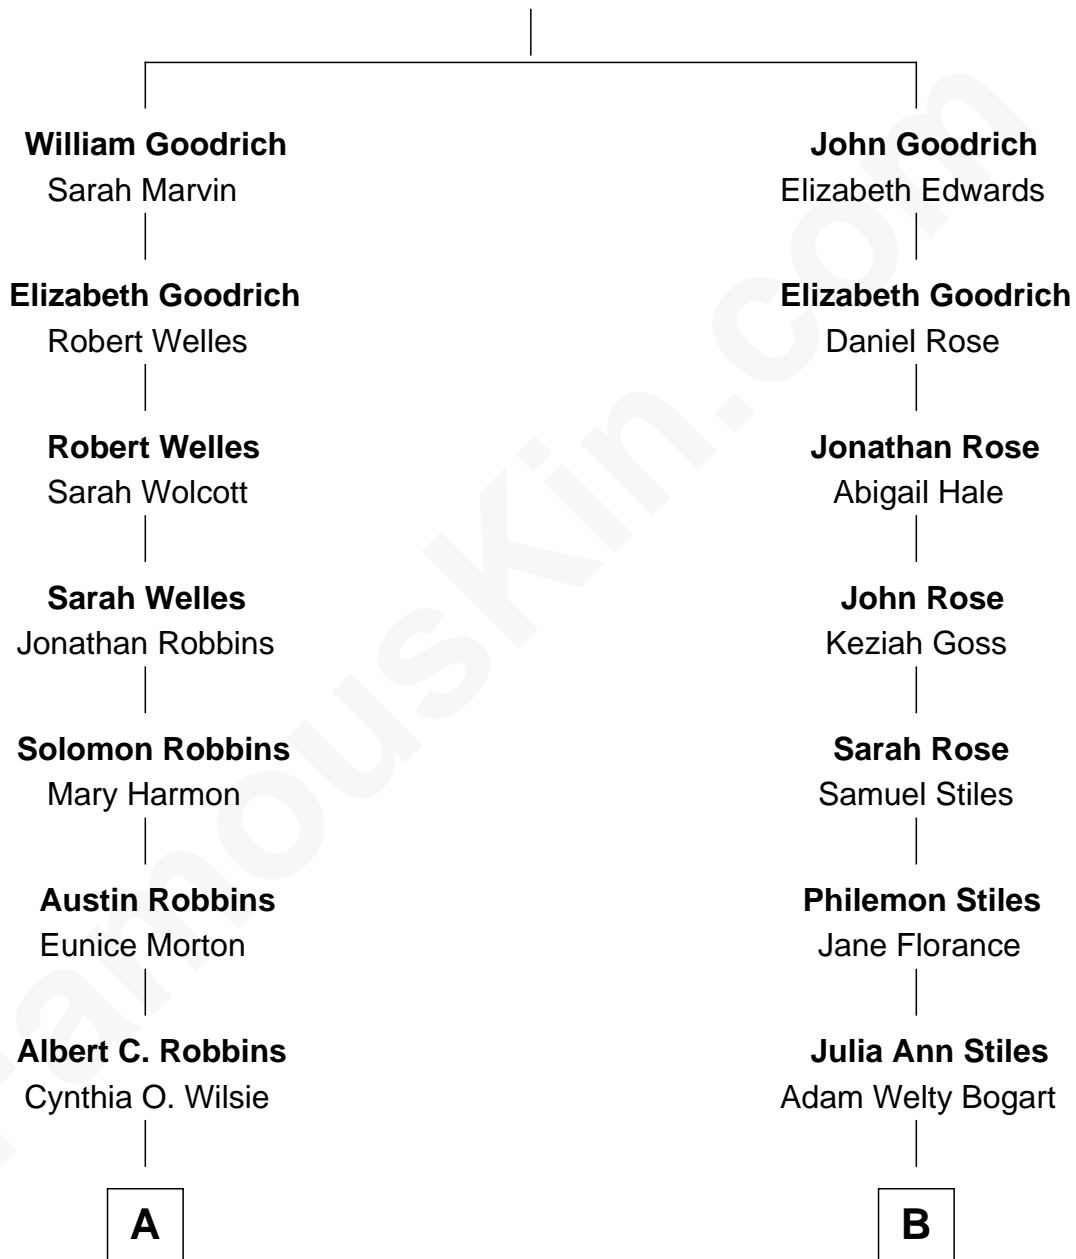 William Goodrich
Sarah Marvin
Elizabeth Goodrich
Robert Welles
Robert Welles
Sarah Wolcott
Sarah Welles
Jonathan Robbins
Solomon Robbins
Mary Harmon
Austin Robbins
Eunice Morton
Albert C. Robbins
Cynthia O. Wilsie
A
John Goodrich
Elizabeth Edwards
Elizabeth Goodrich
Daniel Rose
Jonathan Rose
Abigail Hale
John Rose
Keziah Goss
Sarah Rose
Samuel Stiles
Philemon Stiles
Jane Florance
Julia Ann Stiles
Adam Welty Bogart
B
FamousKin.com